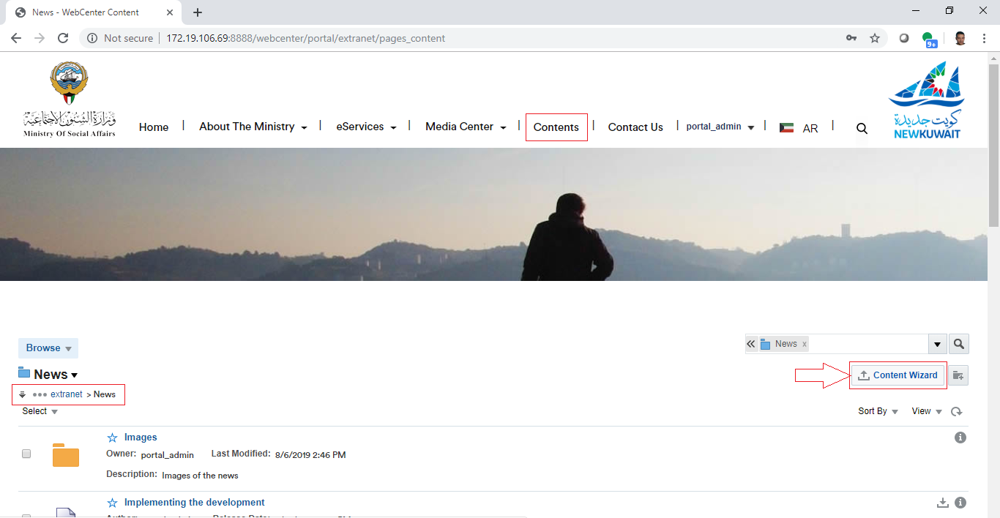 News - WebCenter Content
Not secure 172.19.106.69:8888/webcenter/portal/extranet/pages_content
9+
وزارة الشئون الاجتماعية
Ministry Of Social Affairs
Home About The Ministry eServices Media Center Contents Contact Us portal_admin AR
كويت جديدة
NEWKUWAIT
Browse
News x
News
Content Wizard
extranet > News
Select
Sort By View
Images
Owner: portal_admin Last Modified: 8/6/2019 2:46 PM
Description: Images of the news
Implementing the development